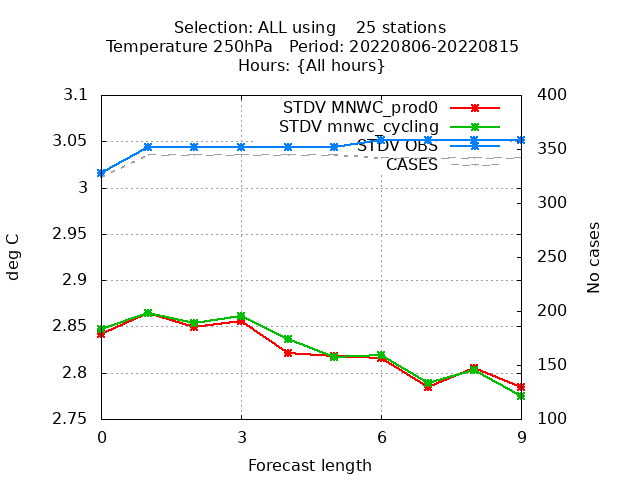 Selection: ALL using    25 stations
Temperature 250hPa   Period: 20220806-20220815
Hours: {All hours}
3.1
3.05
3
2.95
2.9
2.85
2.8
2.75
deg C
400
350
300
250
200
150
100
No cases
STDV MNWC_prod0
STDV mnwc_cycling
STDV OBS
CASES
0
3
6
9
Forecast length